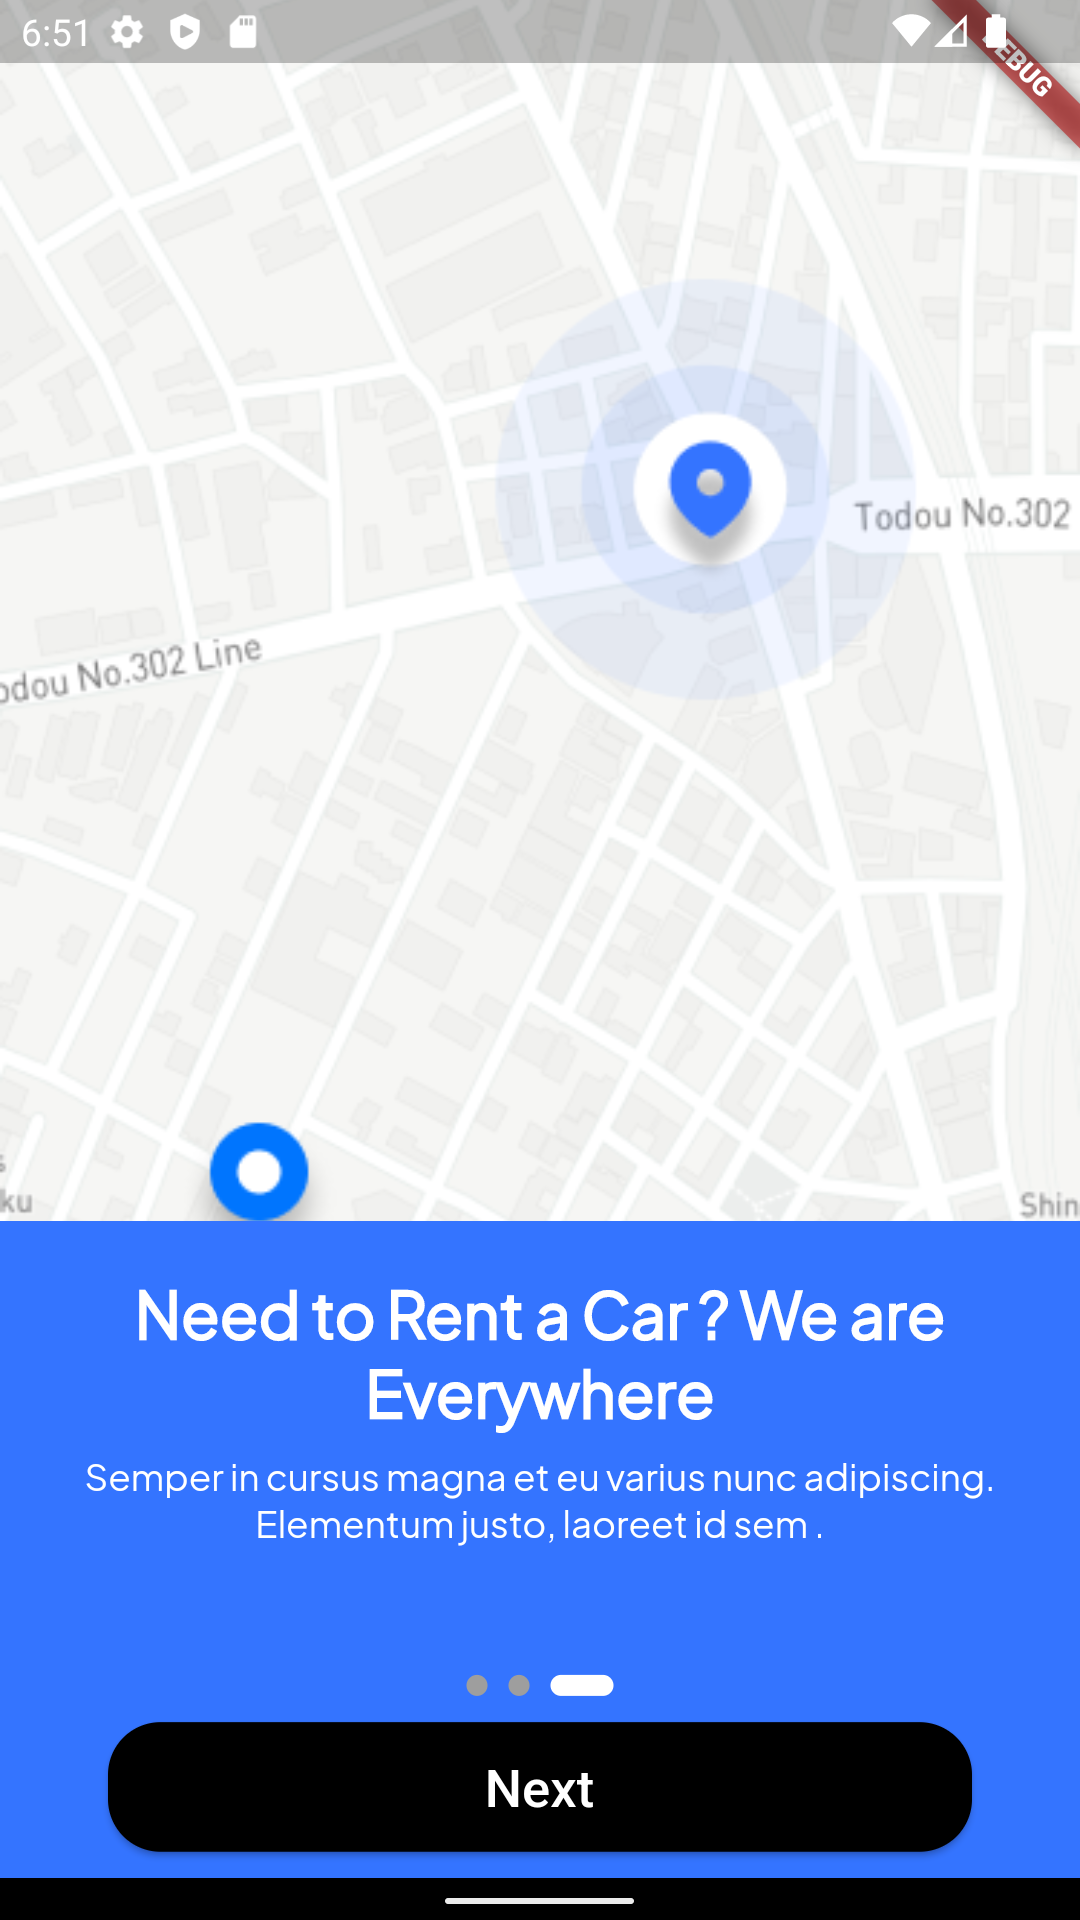 6:51
DEBUG
Todou No.302
odou No.302 Line
ku
Shin
Need to Rent a Car ? We are
Everywhere
Semper in cursus magna et eu varius nunc adipiscing.
Elementum justo, laoreet id sem .
Next